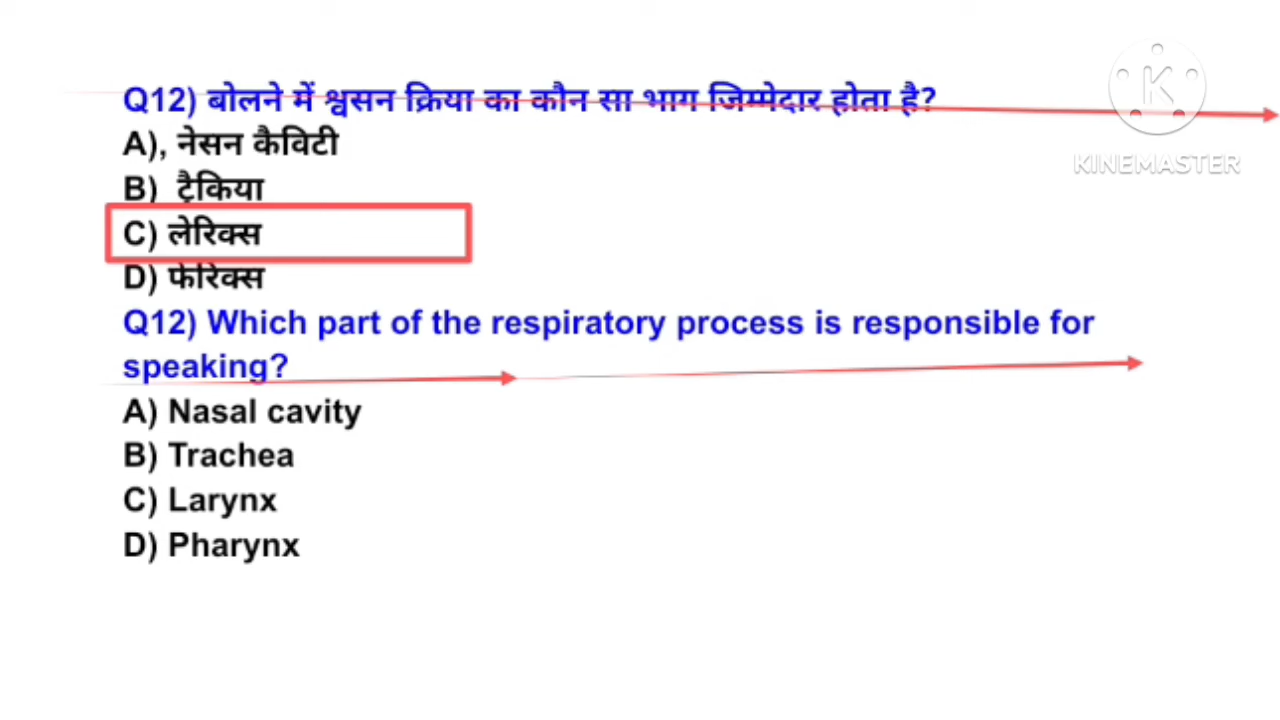 Q12) बोलने में श्वसन क्रिया का कौन सा भाग जिम्मेदार होता है?
A), नेसन कैविटी
B) ट्रैकिया
C) लेरिक्स
D) फेरिक्स
Q12) Which part of the respiratory process is responsible for
speaking?
A) Nasal cavity
B) Trachea
C) Larynx
D) Pharynx
K
KINEMASTER